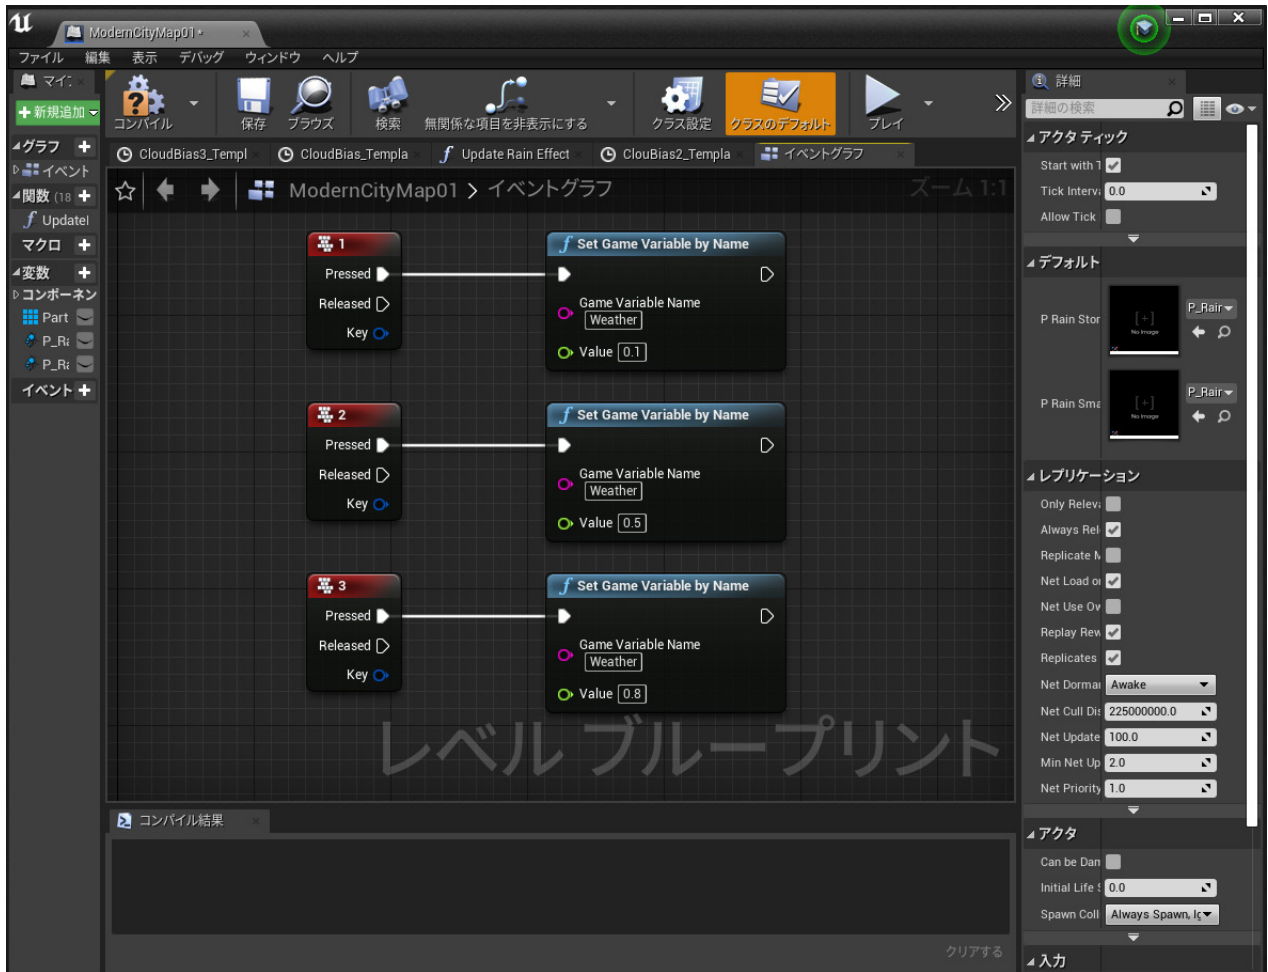 ModernCityMap01*
ファイル 編集 表示 デバッグ ウィンドウ ヘルプ
新規追加
コンパイル
保存
ブラウズ
検索
無関係な項目を非表示にする
クラス設定
クラスのデフォルト
プレイ
グラフ
イベント
関数 (18
UpdateI
マクロ
変数
コンポーネン
Part
P_Ra
P_Ra
イベント
CloudBias3_Templ
CloudBias_Templa
Update Rain Effect
ClouBias2_Templa
イベントグラフ
ModernCityMap01 > イベントグラフ
ズーム 1:1
1
Pressed
Released
Key
Set Game Variable by Name
Game Variable Name
Weather
Value 0.1
2
Pressed
Released
Key
Set Game Variable by Name
Game Variable Name
Weather
Value 0.5
3
Pressed
Released
Key
Set Game Variable by Name
Game Variable Name
Weather
Value 0.8
レベル ブループリント
コンパイル結果
クリアする
詳細
詳細の検索
アクタ ティック
Start with T
Tick Interva 0.0
Allow Tick
デフォルト
P Rain Stor
[+]
No Image
P_Rair
P Rain Sma
[+]
No Image
P_Rair
レプリケーション
Only Releva
Always Rel
Replicate M
Net Load or
Net Use Ow
Replay Rew
Replicates
Net Dormar Awake
Net Cull Dis 225000000.0
Net Update 100.0
Min Net Up 2.0
Net Priority 1.0
アクタ
Can be Dan
Initial Life S 0.0
Spawn Coll Always Spawn, Ig
入力